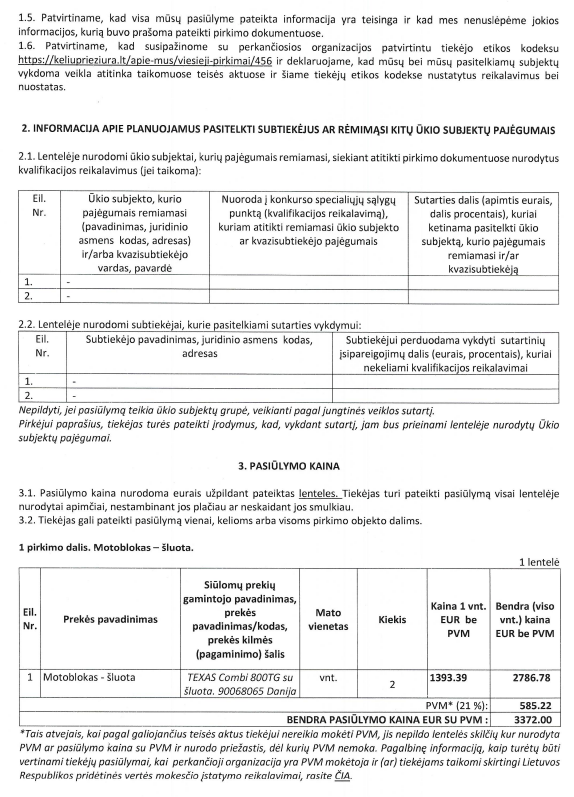 1.5. Patvirtiname, kad visa mūsų pasiūlyme pateikta informacija yra teisinga ir kad mes nenuslėpėme jokios
informacijos, kurią buvo prašoma pateikti pirkimo dokumentuose.
1.6. Patvirtiname, kad susipažinome su perkančiosios organizacijos patvirtintu tiekėjo etikos kodeksu
https://keliuprieziura.lt/apie-mus/viesieji-pirkimai/456 ir deklaruojame, kad mūsų bei mūsų pasitelkiamų subjektų
vykdoma veikla atitinka taikomuose teisės aktuose ir šiame tiekėjų etikos kodekse nustatytus reikalavimus bei
nuostatas.
2. INFORMACIJA APIE PLANUOJAMUS PASITELKTI SUBTIEKĖJUS AR RĖMIMĄSI KITŲ ŪKIO SUBJEKTŲ PAJĖGUMAIS
2.1. Lentelėje nurodomi ūkio subjektai, kurių pajėgumais remiamasi, siekiant atitikti pirkimo dokumentuose nurodytus
kvalifikacijos reikalavimus (jei taikoma):
Eil. Nr.
Ūkio subjekto, kurio
pajėgumais remiamasi
(pavadinimas, juridinio
asmens kodas, adresas)
ir/arba kvazisubtiekėjo
vardas, pavardė
Nuoroda į konkurso specialiųjų sąlygų
punktą (kvalifikacijos reikalavimą),
kuriam atitikti remiamasi ūkio subjekto
ar kvazisubtiekėjo pajėgumais
Sutarties dalis (apimtis eurais,
dalis procentais), kuriai
ketinama pasitelkti ūkio
subjektą, kurio pajėgumais
remiamasi ir/ar
kvazisubtiekėją
1. -
2. -
2.2. Lentelėje nurodomi subtiekėjai, kurie pasitelkiami sutarties vykdymui:
Eil. Nr.
Subtiekėjo pavadinimas, juridinio asmens kodas,
adresas
Subtiekėjui perduodama vykdyti sutartinių
įsipareigojimų dalis (eurais, procentais), kuriai
nekeliami kvalifikacijos reikalavimai
1. -
2. -
Nepildyti, jei pasiūlymą teikia ūkio subjektų grupė, veikianti pagal jungtinės veiklos sutartį.
Pirkėjui paprašius, tiekėjas turės pateikti įrodymus, kad, vykdant sutartį, jam bus prieinami lentelėje nurodytų Ūkio
subjektų pajėgumai.
3. PASIŪLYMO KAINA
3.1. Pasiūlymo kaina nurodoma eurais užpildant pateiktas lenteles. Tiekėjas turi pateikti pasiūlymą visai lentelėje
nurodytai apimčiai, nestambinant jos plačiau ar neskaidant jos smulkiau.
3.2. Tiekėjas gali pateikti pasiūlymą vienai, kelioms arba visoms pirkimo objekto dalims.
1 pirkimo dalis. Motoblokas – šluota.
1 lentelė
Eil. Nr.
Prekės pavadinimas
Siūlomų prekių
gamintojo pavadinimas,
prekės
pavadinimas/kodas,
prekės kilmės
(pagaminimo) šalis
Mato
vienetas
Kiekis
Kaina 1 vnt.
EUR be
PVM
Bendra (viso
vnt.) kaina
EUR be PVM
1 Motoblokas - šluota
TEXAS Combi 800TG su
šluota. 90068065 Danija
vnt.
2
1393.39
2786.78
PVM* (21 %): 585.22
BENDRA PASIŪLYMO KAINA EUR SU PVM : 3372.00
*Tais atvejais, kai pagal galiojančius teisės aktus tiekėjui nereikia mokėti PVM, jis nepildo lentelės skilčių kur nurodyta
PVM ar pasiūlymo kaina su PVM ir nurodo priežastis, dėl kurių PVM nemoka. Pagalbinę informaciją, kaip turėtų būti
vertinami tiekėjų pasiūlymai, kai perkančioji organizacija yra PVM mokėtoja ir (ar) tiekėjams taikomi skirtingi Lietuvos
Respublikos pridėtinės vertės mokesčio įstatymo reikalavimai, rasite ČIA.